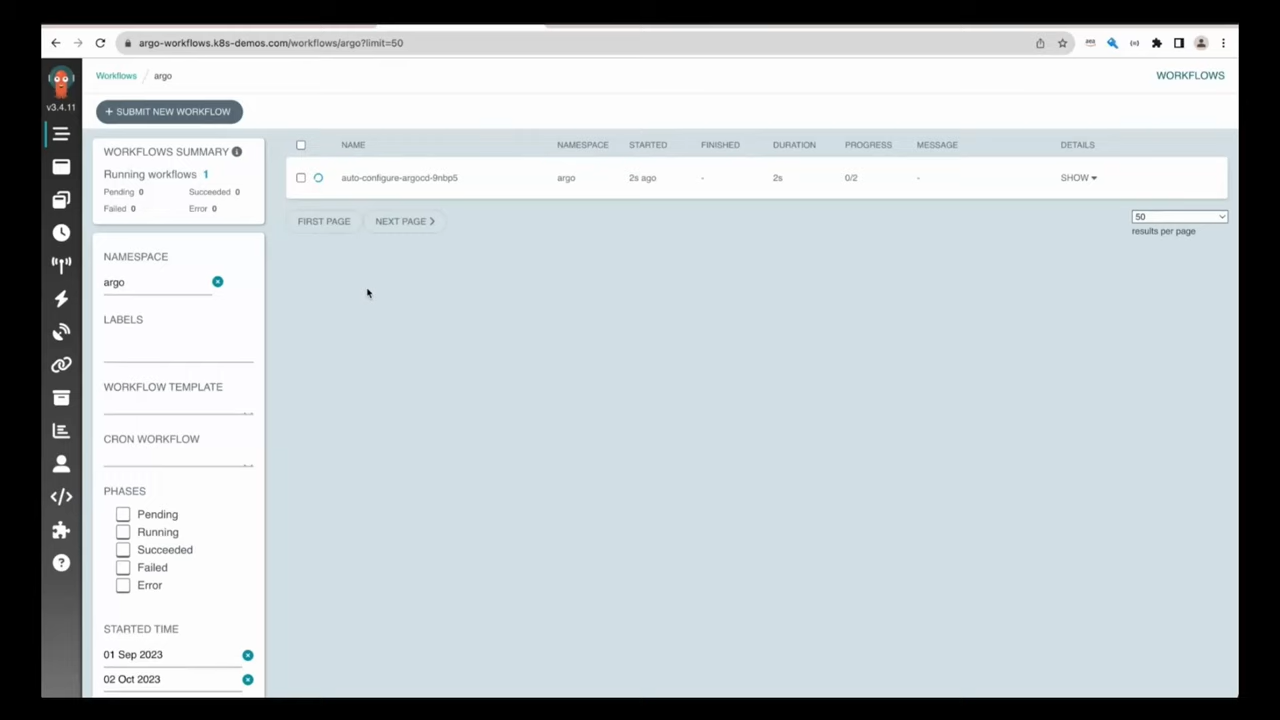 argo-workflows.k8s-demos.com/workflows/argo?limit=50
v3.4.11
Workflows / argo
WORKFLOWS
+ SUBMIT NEW WORKFLOW
WORKFLOWS SUMMARY
Running workflows 1
Pending 0 Succeeded 0
Failed 0 Error 0
NAMESPACE
argo
LABELS
WORKFLOW TEMPLATE
CRON WORKFLOW
PHASES
Pending
Running
Succeeded
Failed
Error
STARTED TIME
01 Sep 2023
02 Oct 2023
NAME NAMESPACE STARTED FINISHED DURATION PROGRESS MESSAGE DETAILS
auto-configure-argocd-9nbp5 argo 2s ago - 2s 0/2 - SHOW
FIRST PAGE NEXT PAGE
50
results per page